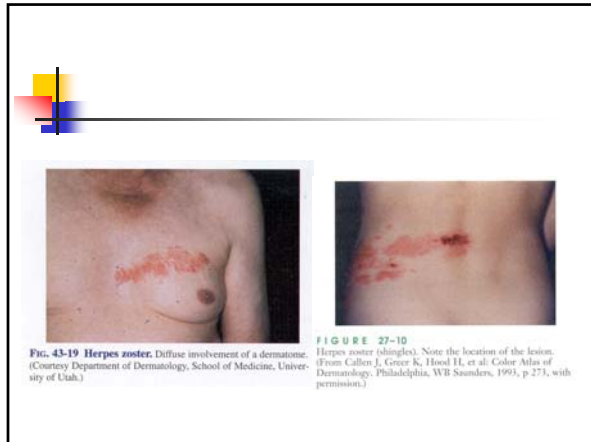 FIG. 43-19 Herpes zoster. Diffuse involvement of a dermatome.
(Courtesy Department of Dermatology, School of Medicine, Univer-
sity of Utah.)
FIGURE 27-10
Herpes zoster (shingles). Note the location of the lesion.
(From Callen J, Greer K, Hood H, et al: Color Atlas of
Dermatology. Philadelphia, WB Saunders, 1993, p 273, with
permission.)